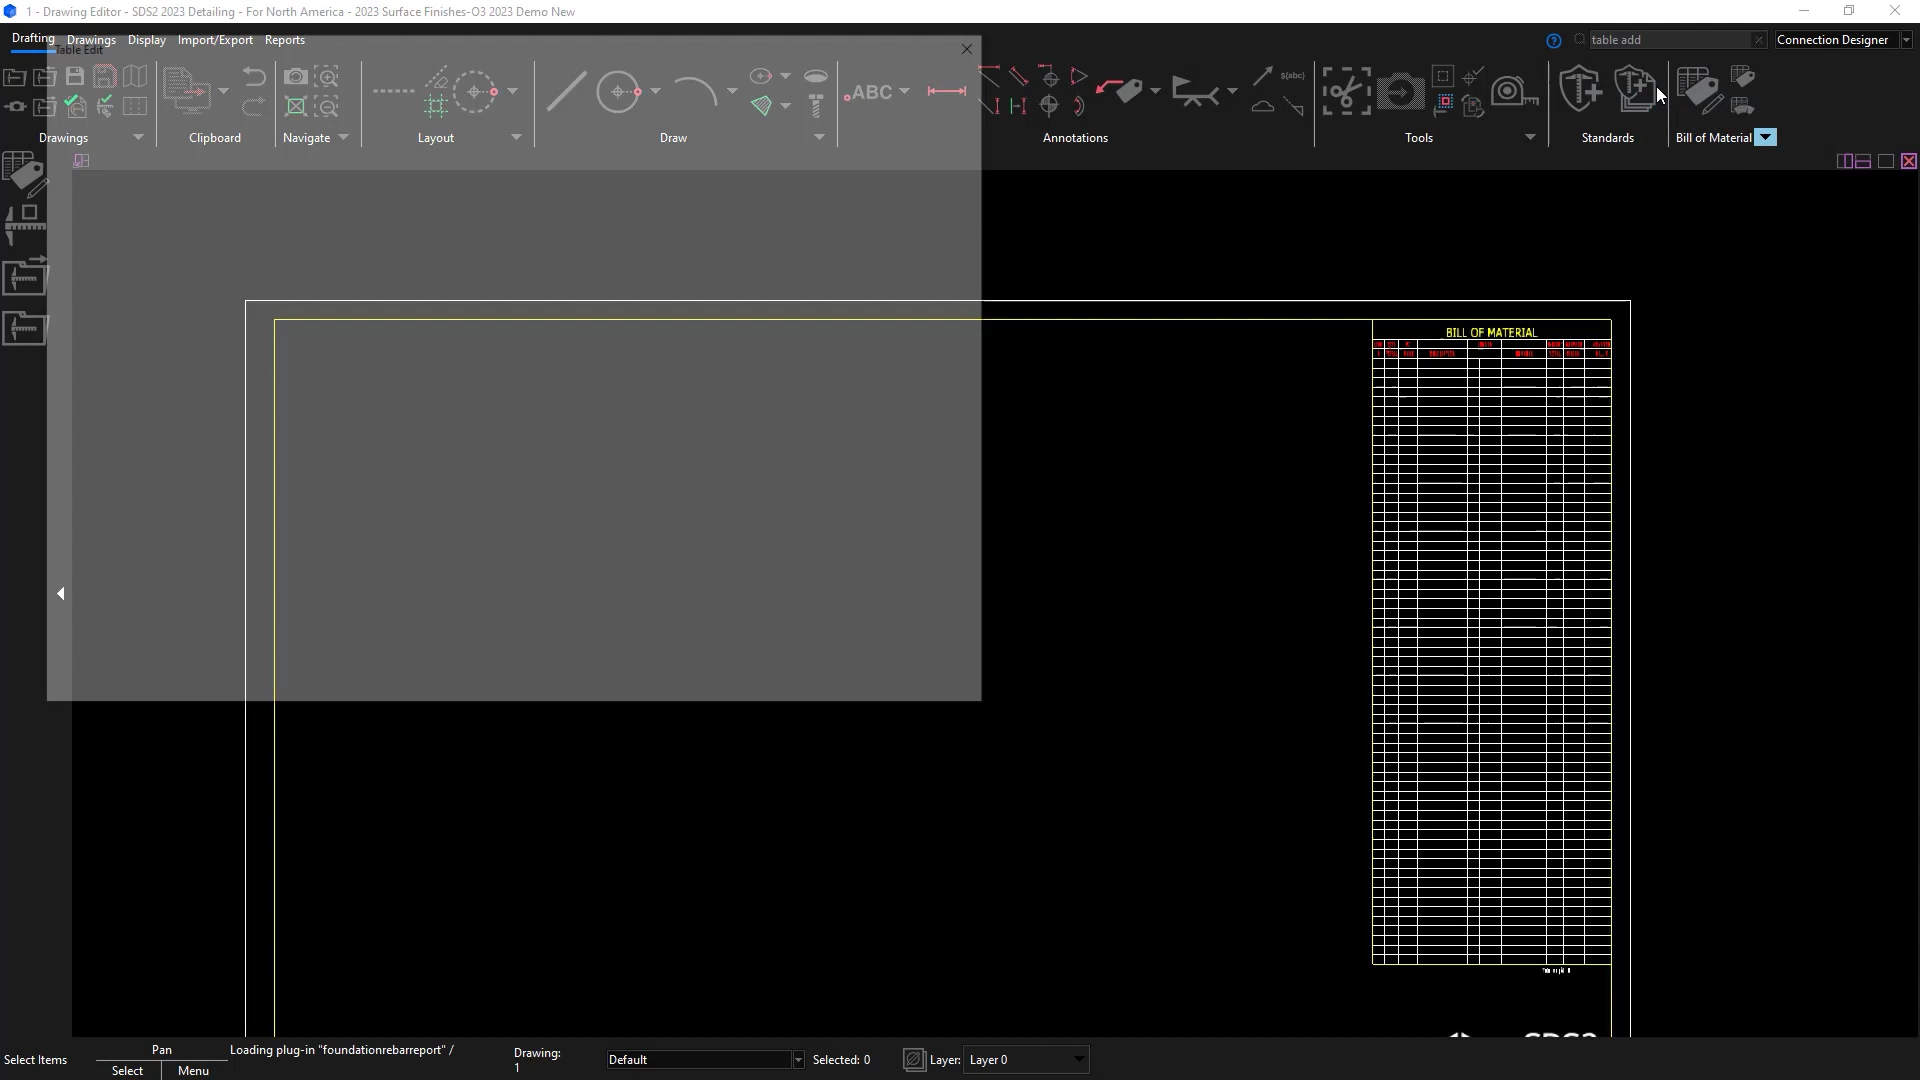 1 - Drawing Editor - SDS2 2023 Detailing - For North America - 2023 Surface Finishes-O3 2023 Demo New
Drafting Drawings Display Import/Export Reports
table add
Connection Designer
Table Edit
ABC
${abc}
Drawings
Clipboard
Navigate
Layout
Draw
Annotations
Tools
Standards
Bill of Material
BILL OF MATERIAL
SDS2
Select Items
Pan
Select
Menu
Loading plug-in "foundationrebarreport" /
Drawing:
1
Default
Selected: 0
Layer:
Layer 0